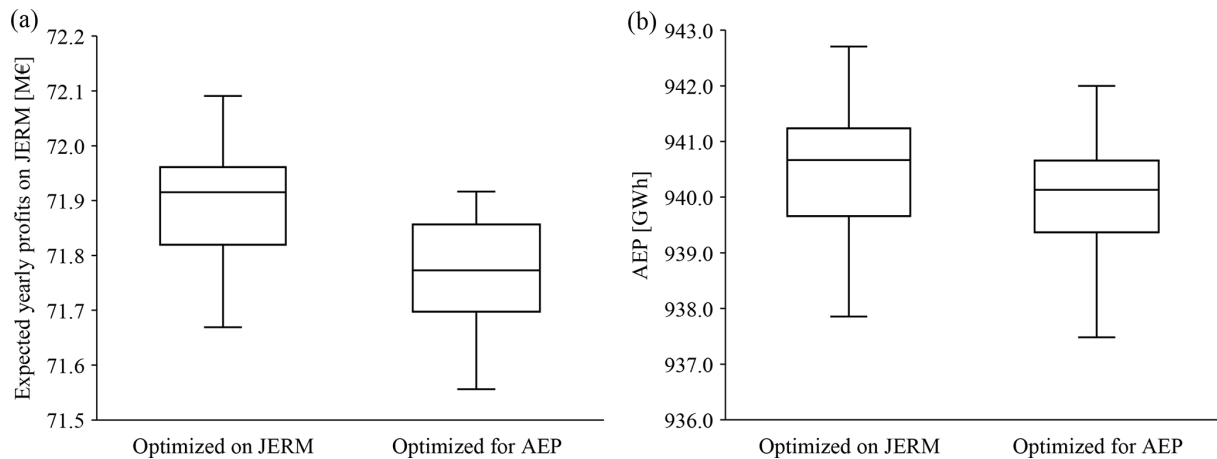 (a)
Expected yearly profits on JERM [M€]
72.2
72.1
72.0
71.9
71.8
71.7
71.6
71.5
Optimized on JERM
Optimized for AEP
(b)
AEP [GWh]
943.0
942.0
941.0
940.0
939.0
938.0
937.0
936.0
Optimized on JERM
Optimized for AEP